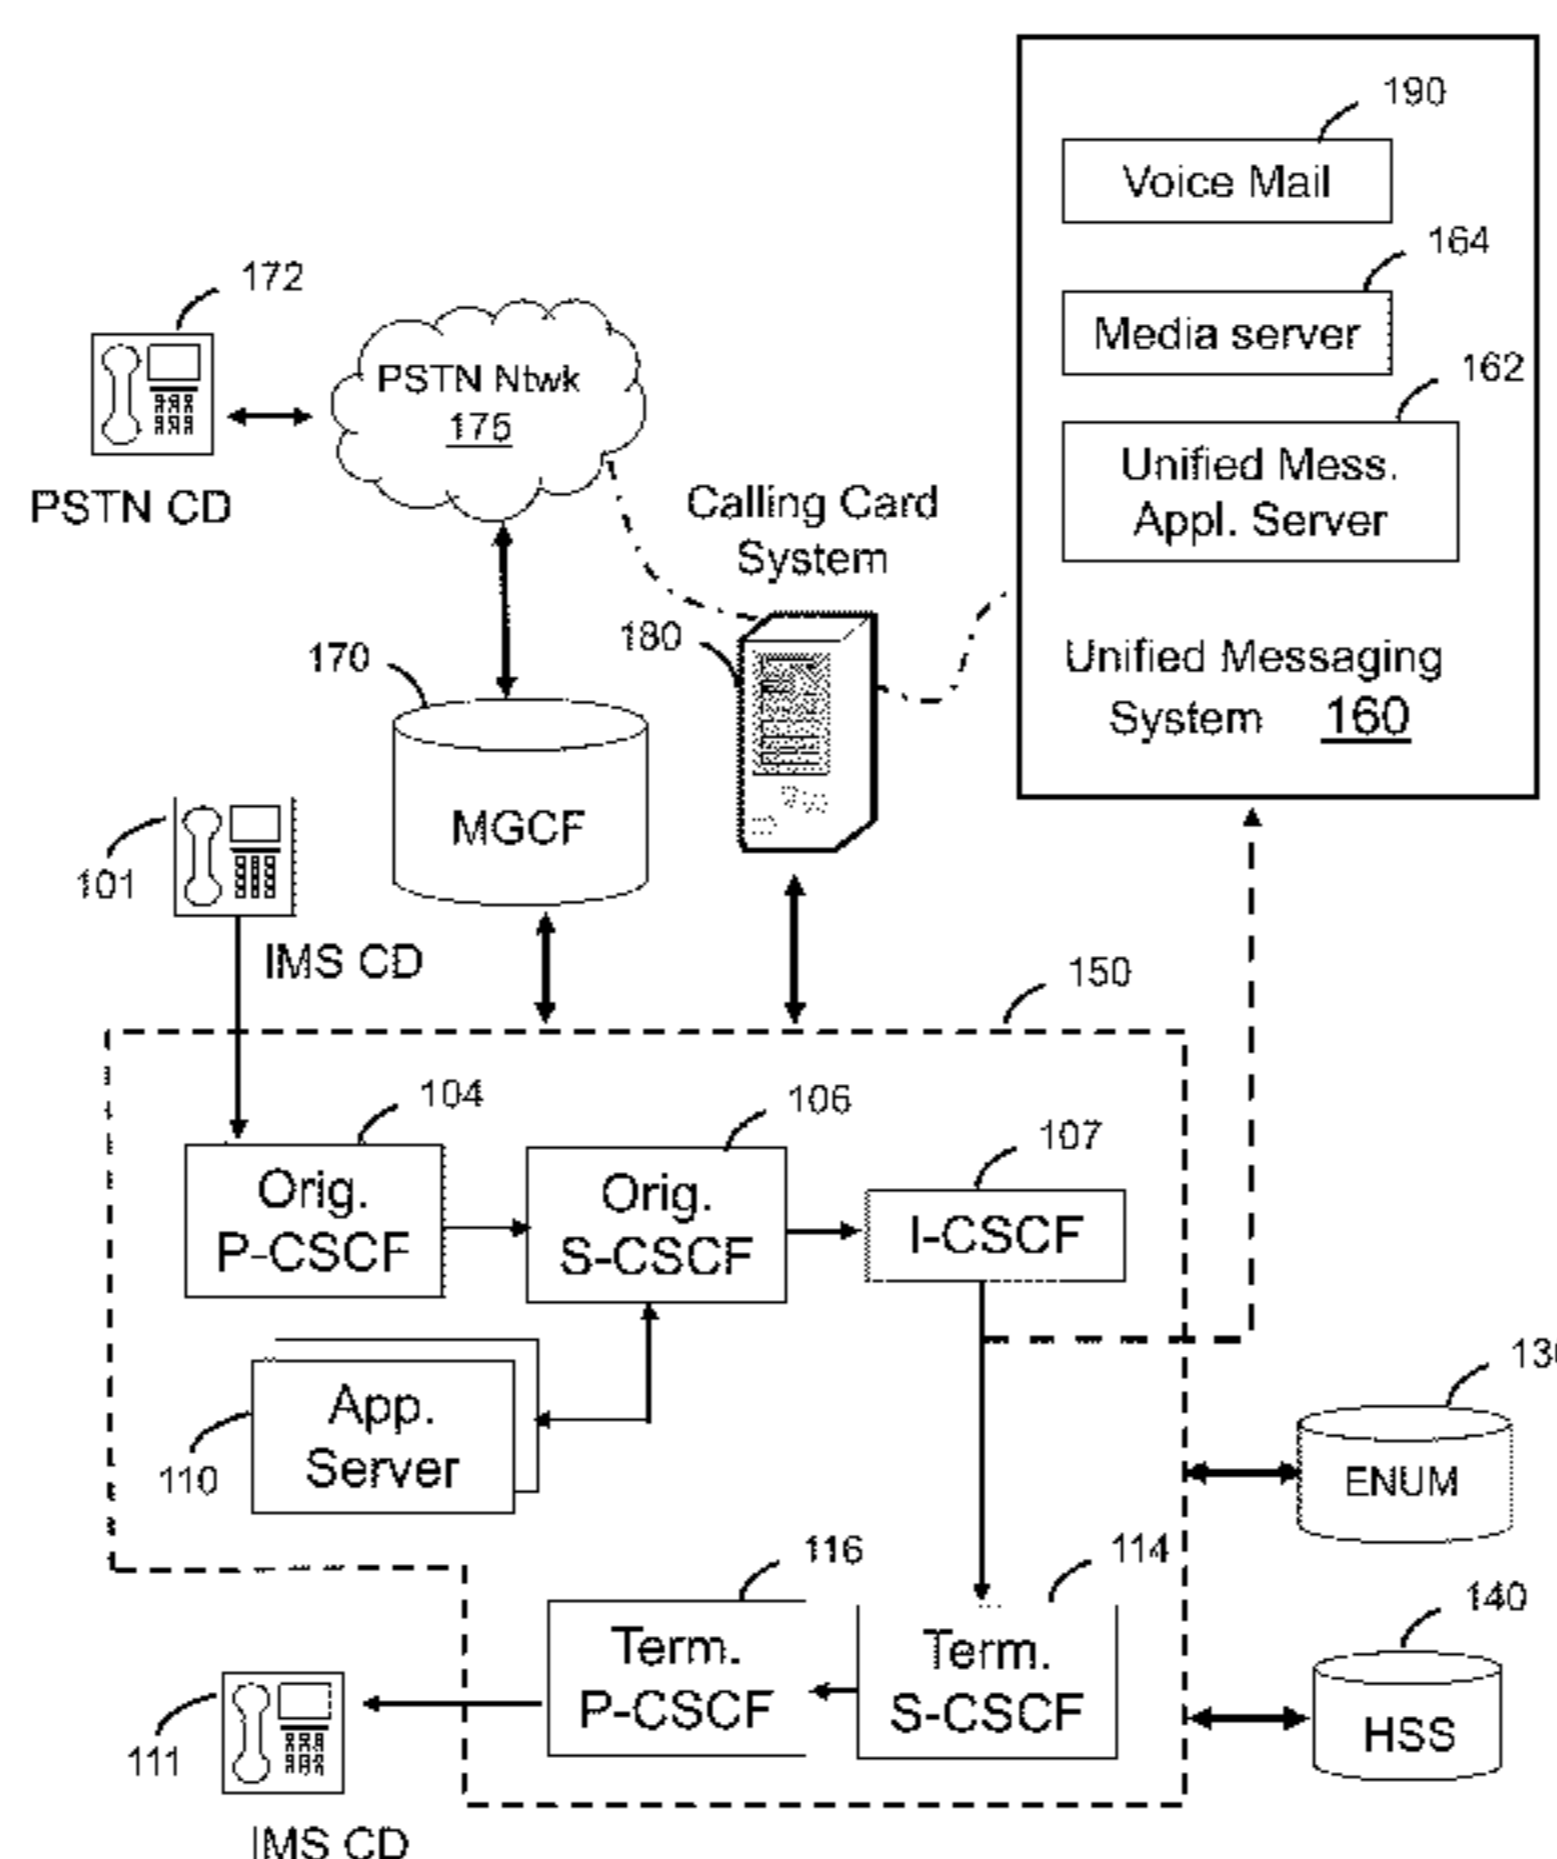 190
Voice Mail
164
Media server
162
Unified Mess.
Appl. Server
Unified Messaging
System 160
172
PSTN Ntwk
175
PSTN CD
Calling Card
System
180
170
MGCF
101
IMS CD
150
104
Orig.
P-CSCF
106
Orig.
S-CSCF
107
I-CSCF
110
App.
Server
ENUM
116
Term.
P-CSCF
114
Term.
S-CSCF
140
HSS
111
IMS CD